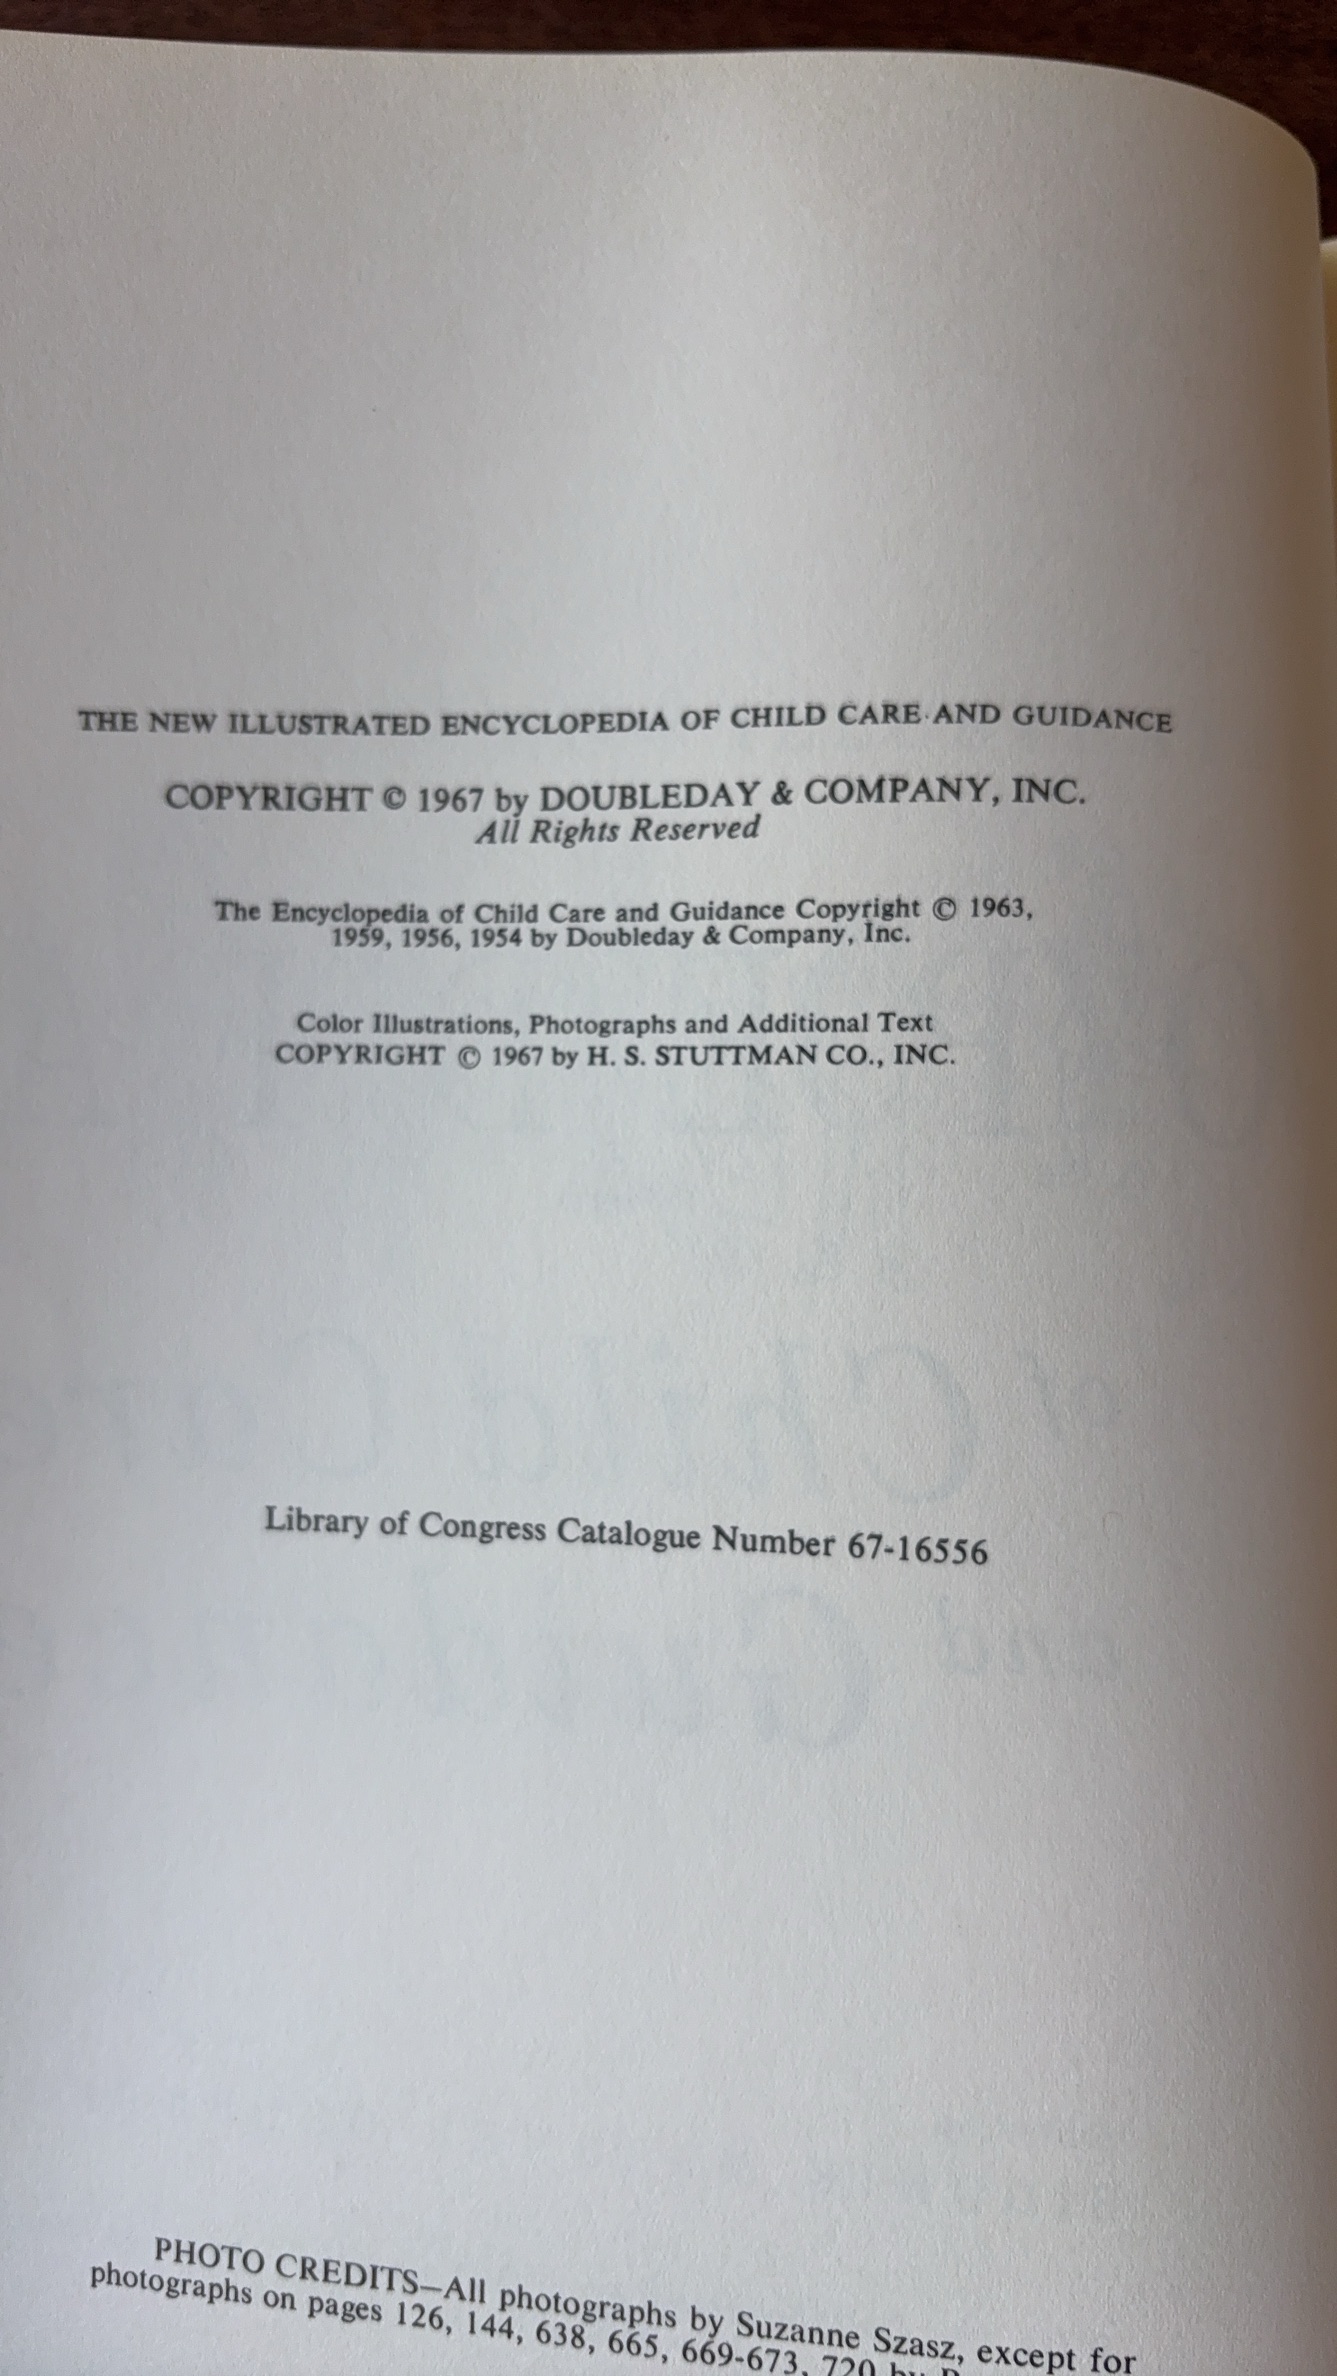 THE NEW ILLUSTRATED ENCYCLOPEDIA OF CHILD CARE AND GUIDANCE
COPYRIGHT © 1967 by DOUBLEDAY & COMPANY, INC.
All Rights Reserved
The Encyclopedia of Child Care and Guidance Copyright © 1963,
1959, 1956, 1954 by Doubleday & Company, Inc.
Color Illustrations, Photographs and Additional Text
COPYRIGHT © 1967 by H. S. STUTTMAN CO., INC.
Library of Congress Catalogue Number 67-16556
PHOTO CREDITS—All photographs by Suzanne Szasz, except for
photographs on pages 126, 144, 638, 665, 669-673, 720 by